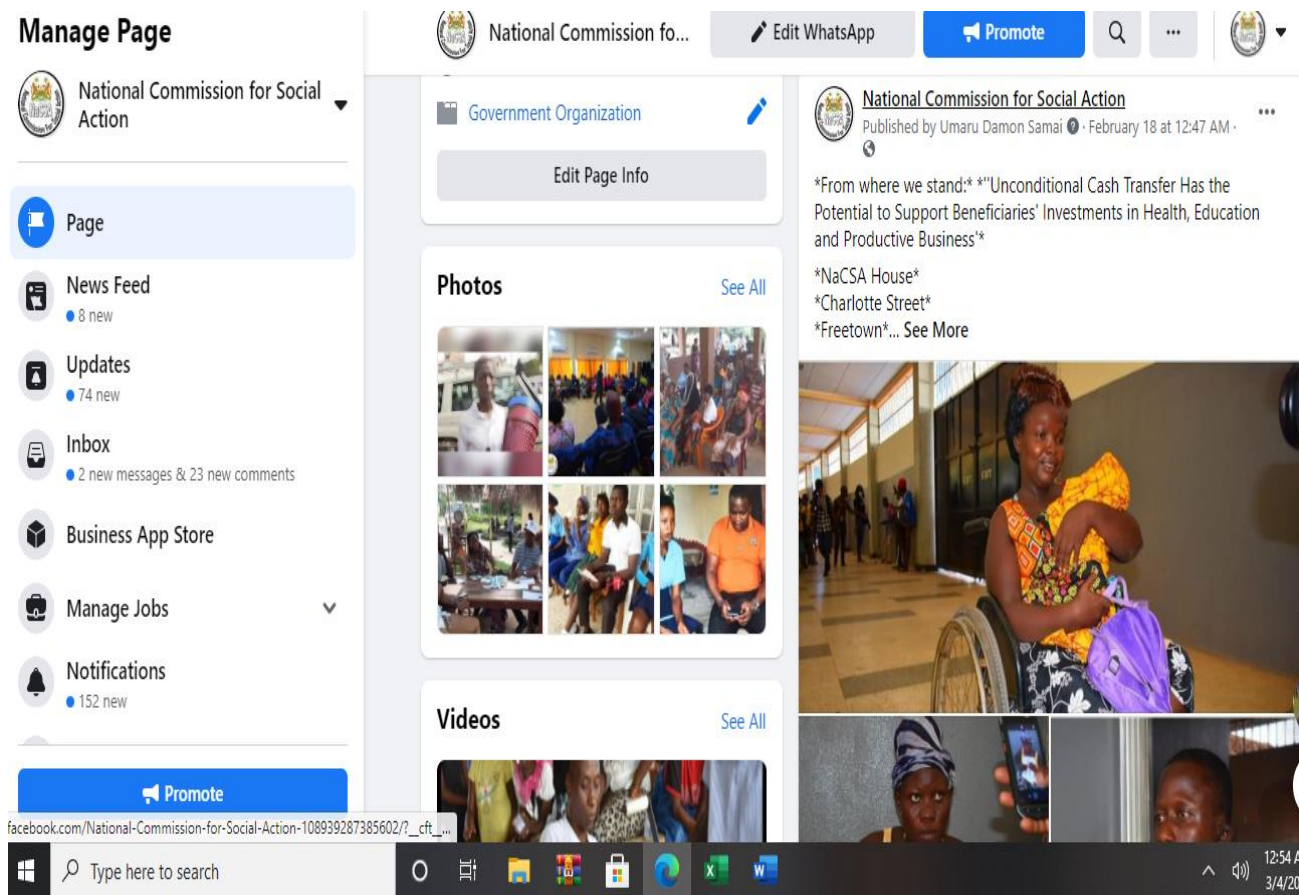 Manage Page
National Commission for Social
Action
Page
News Feed
8 new
Updates
74 new
Inbox
2 new messages & 23 new comments
Business App Store
Manage Jobs
Notifications
152 new
Promote
facebook.com/National-Commission-for-Social-Action-108939287385602/?__cft__...
National Commission fo...
Edit WhatsApp
Promote
Government Organization
Edit Page Info
Photos
See All
Videos
See All
National Commission for Social Action
Published by Umaru Damon Samai · February 18 at 12:47 AM ·
*From where we stand:* *"Unconditional Cash Transfer Has the
Potential to Support Beneficiaries' Investments in Health, Education
and Productive Business'*
*NaCSA House*
*Charlotte Street*
*Freetown*... See More
Type here to search
12:54 A
3/4/20